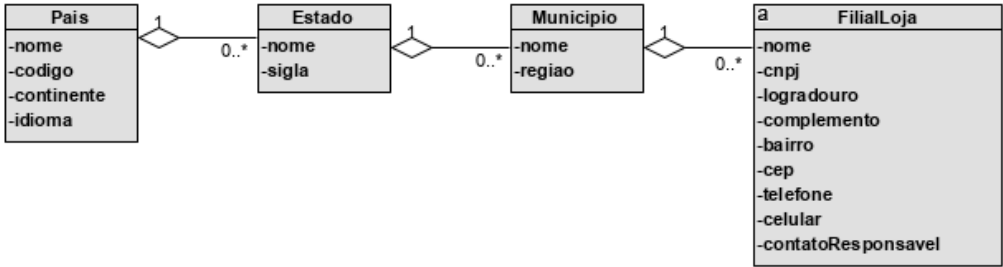 Pais
-nome
-codigo
-continente
-idioma
1
0..*
Estado
-nome
-sigla
1
0..*
Municipio
-nome
-regiao
1
0..*
a FilialLoja
-nome
-cnpj
-logradouro
-complemento
-bairro
-cep
-telefone
-celular
-contatoResponsavel